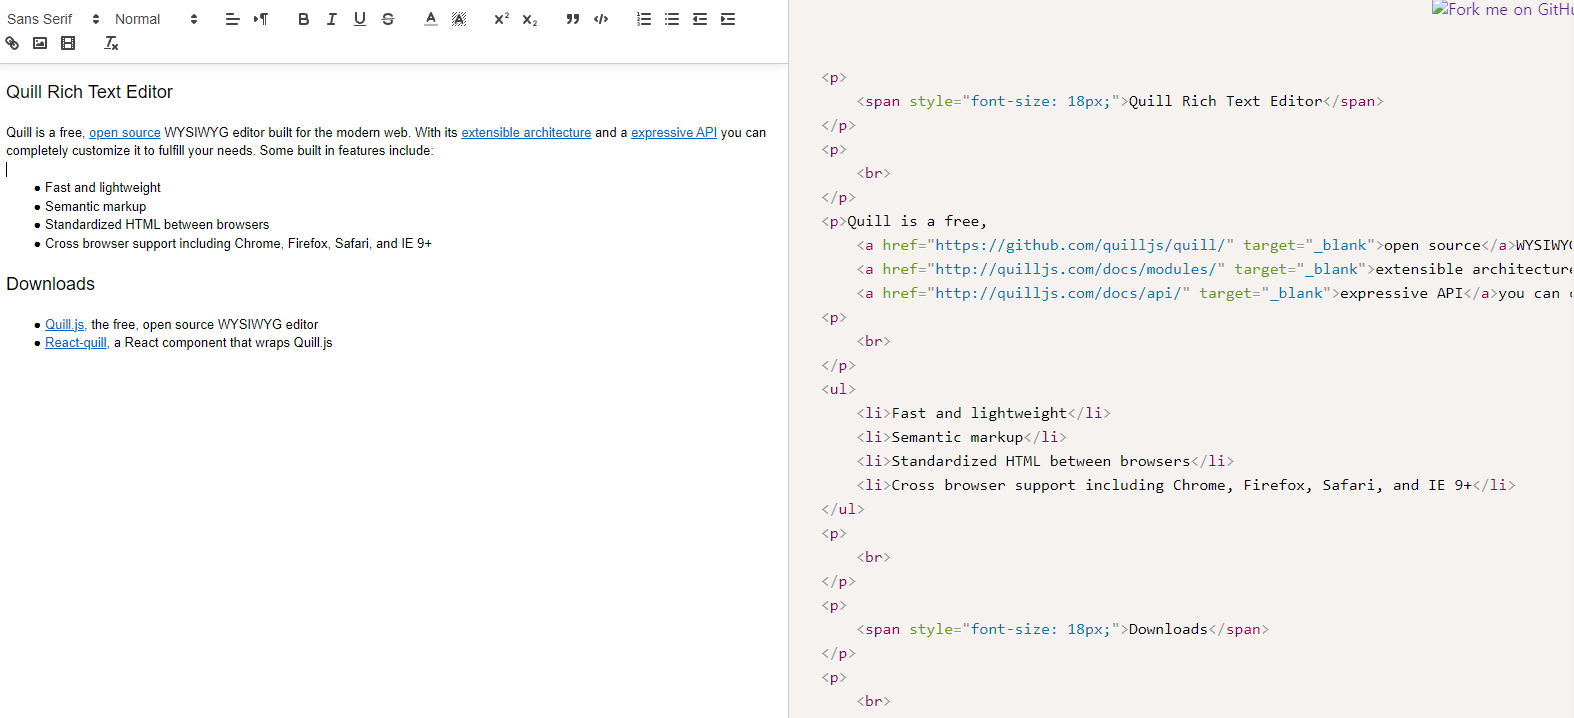 Sans Serif Normal
Quill Rich Text Editor
Quill is a free, open source WYSIWYG editor built for the modern web. With its extensible architecture and a expressive API you can
completely customize it to fulfill your needs. Some built in features include:
Fast and lightweight
Semantic markup
Standardized HTML between browsers
Cross browser support including Chrome, Firefox, Safari, and IE 9+
Downloads
Quill.js, the free, open source WYSIWYG editor
React-quill, a React component that wraps Quill.js
Fork me on GitHu
<p>
<span style="font-size: 18px;">Quill Rich Text Editor</span>
</p>
<p>
<br>
</p>
<p>Quill is a free,
<a href="https://github.com/quilljs/quill/" target="_blank">open source</a>WYSIWYG
<a href="http://quilljs.com/docs/modules/" target="_blank">extensible architecture
<a href="http://quilljs.com/docs/api/" target="_blank">expressive API</a>you can
<p>
<br>
</p>
<ul>
<li>Fast and lightweight</li>
<li>Semantic markup</li>
<li>Standardized HTML between browsers</li>
<li>Cross browser support including Chrome, Firefox, Safari, and IE 9+</li>
</ul>
<p>
<br>
</p>
<p>
<span style="font-size: 18px;">Downloads</span>
</p>
<p>
<br>